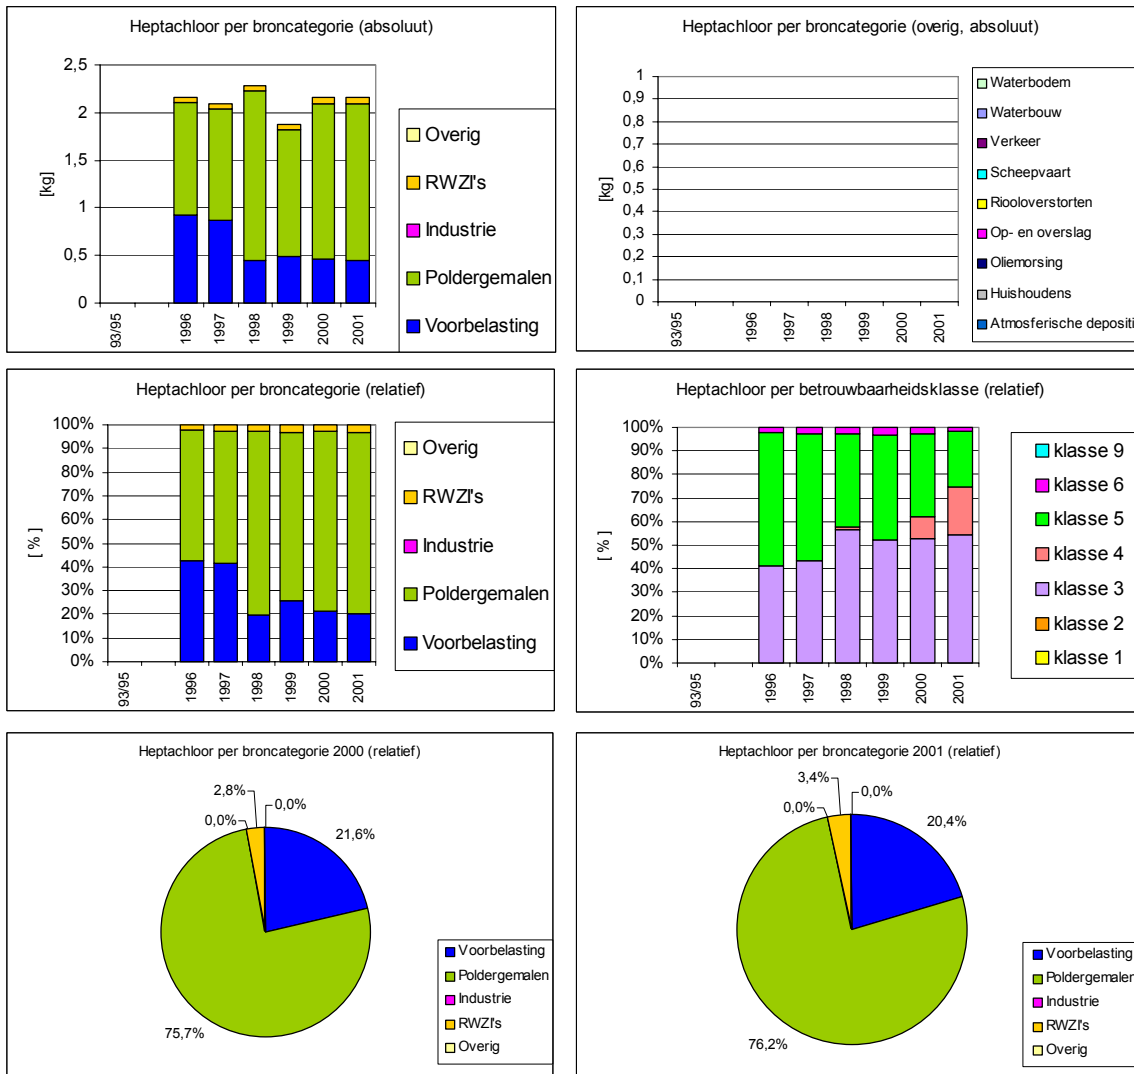 Heptachloor per broncategorie (absoluut)
2,5
2
1,5
1
0,5
0
[kg]
93/95
1996
1997
1998
1999
2000
2001
Overig
RWZI's
Industrie
Poldergemalen
Voorbelasting
Heptachloor per broncategorie (overig, absoluut)
1
0,9
0,8
0,7
0,6
0,5
0,4
0,3
0,2
0,1
0
[kg]
93/95
1996
1997
1998
1999
2000
2001
Waterbodem
Waterbouw
Verkeer
Scheepvaart
Riooloverstorten
Op- en overslag
Oliemorsing
Huishoudens
Atmosferische depositi
Heptachloor per broncategorie (relatief)
100%
90%
80%
70%
60%
50%
40%
30%
20%
10%
0%
[ % ]
93/95
1996
1997
1998
1999
2000
2001
Overig
RWZI's
Industrie
Poldergemalen
Voorbelasting
Heptachloor per betrouwbaarheidsklasse (relatief)
100%
90%
80%
70%
60%
50%
40%
30%
20%
10%
0%
[ % ]
93/95
1996
1997
1998
1999
2000
2001
klasse 9
klasse 6
klasse 5
klasse 4
klasse 3
klasse 2
klasse 1
Heptachloor per broncategorie 2000 (relatief)
2,8%
0,0%
0,0%
21,6%
75,7%
Voorbelasting
Poldergemalen
Industrie
RWZI's
Overig
Heptachloor per broncategorie 2001 (relatief)
3,4%
0,0%
0,0%
20,4%
76,2%
Voorbelasting
Poldergemalen
Industrie
RWZI's
Overig